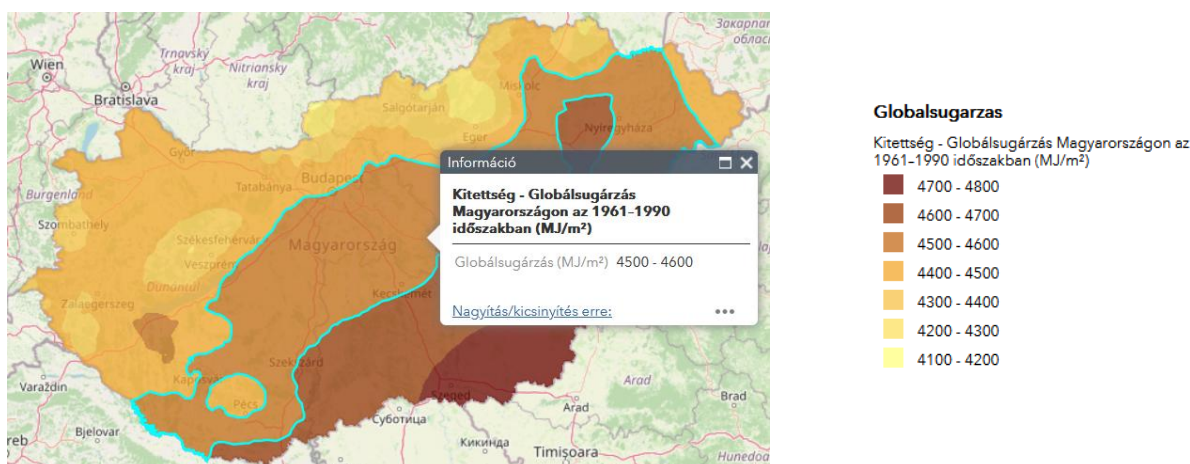 Закарпат
област
Wien
Trnavský
kraj
Nitriansky
kraj
Bratislava
Salgótarján
Miskolc
Nyíregyháza
Eger
Győr
Tatabánya
Budapest
Burgenland
Szombathely
Székesfehérvár
Magyarország
Veszprém
Dunántúl
Kecskemét
Zalaegerszeg
Szekszárd
Kaposvár
Pécs
Szeged
Varaždin
Bjelovar
Суботица
Кикинда
Arad
Arad
Brad
Timișoara
Hunedoa
reb
Információ
Kitettség - Globálsugárzás
Magyarországon az 1961-1990
időszakban (MJ/m²)
Globálsugárzás (MJ/m²) 4500 - 4600
Nagyítás/kicsinyítés erre:
Globalsugarzas
Kitettség - Globálsugárzás Magyarországon az
1961-1990 időszakban (MJ/m²)
4700 - 4800
4600 - 4700
4500 - 4600
4400 - 4500
4300 - 4400
4200 - 4300
4100 - 4200